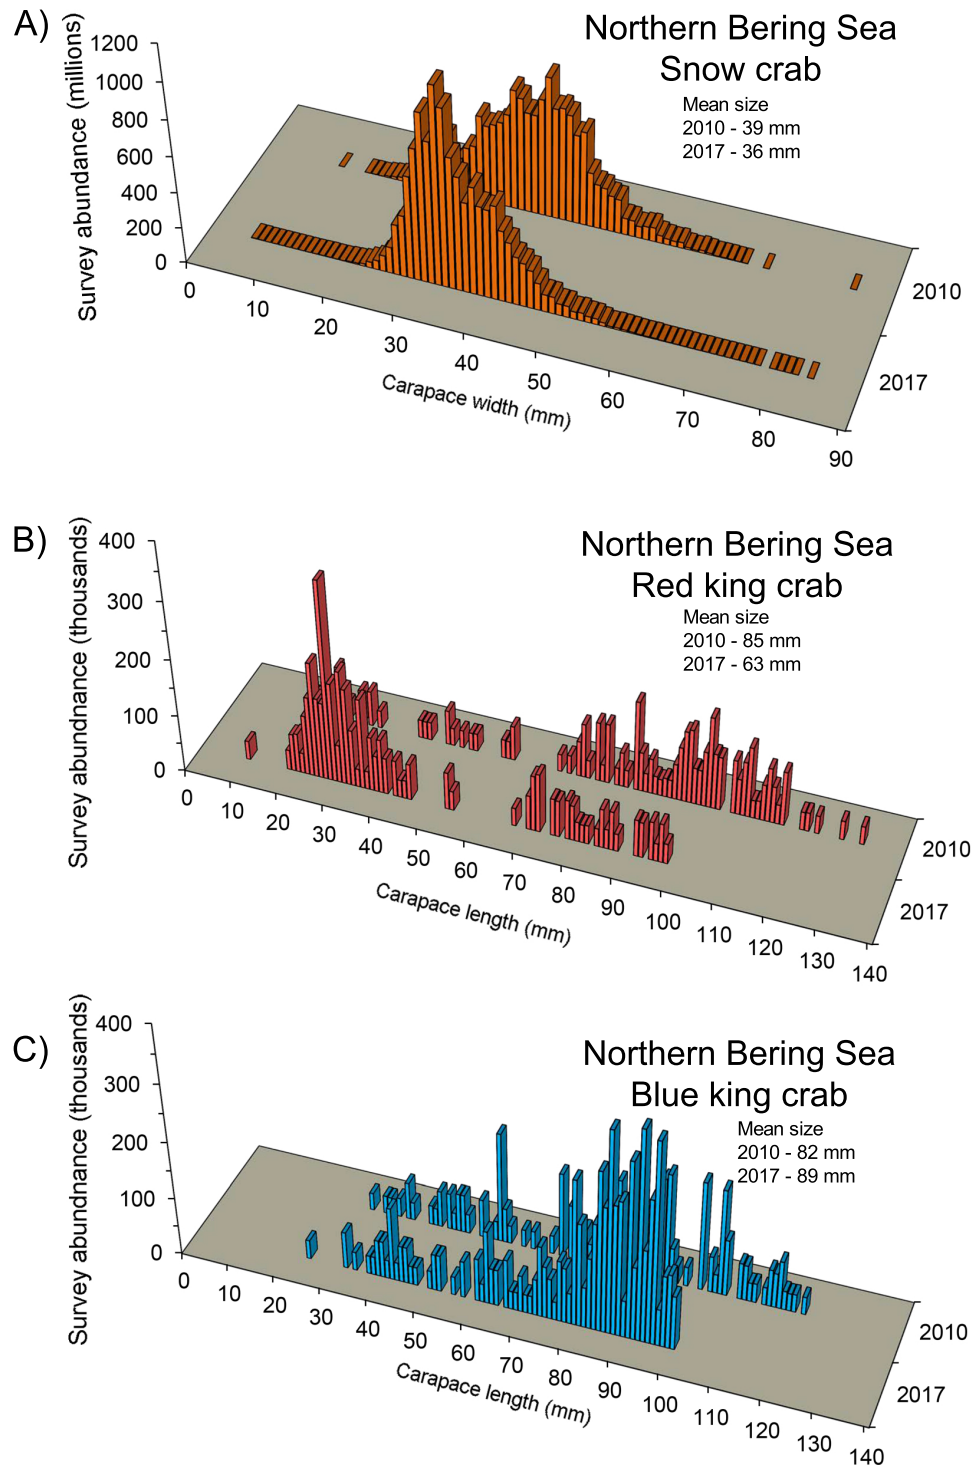 A)
Northern Bering Sea
Snow crab
Mean size
2010 - 39 mm
2017 - 36 mm
Survey abundance (millions)
1200
1000
800
600
400
200
0
0
10
20
30
40
50
60
70
80
90
Carapace width (mm)
2010
2017
B)
Northern Bering Sea
Red king crab
Mean size
2010 - 85 mm
2017 - 63 mm
Survey abundnance (thousands)
400
300
200
100
0
0
10
20
30
40
50
60
70
80
90
100
110
120
130
140
Carapace length (mm)
2010
2017
C)
Northern Bering Sea
Blue king crab
Mean size
2010 - 82 mm
2017 - 89 mm
Survey abundnance (thousands)
400
300
200
100
0
0
10
20
30
40
50
60
70
80
90
100
110
120
130
140
Carapace length (mm)
2010
2017